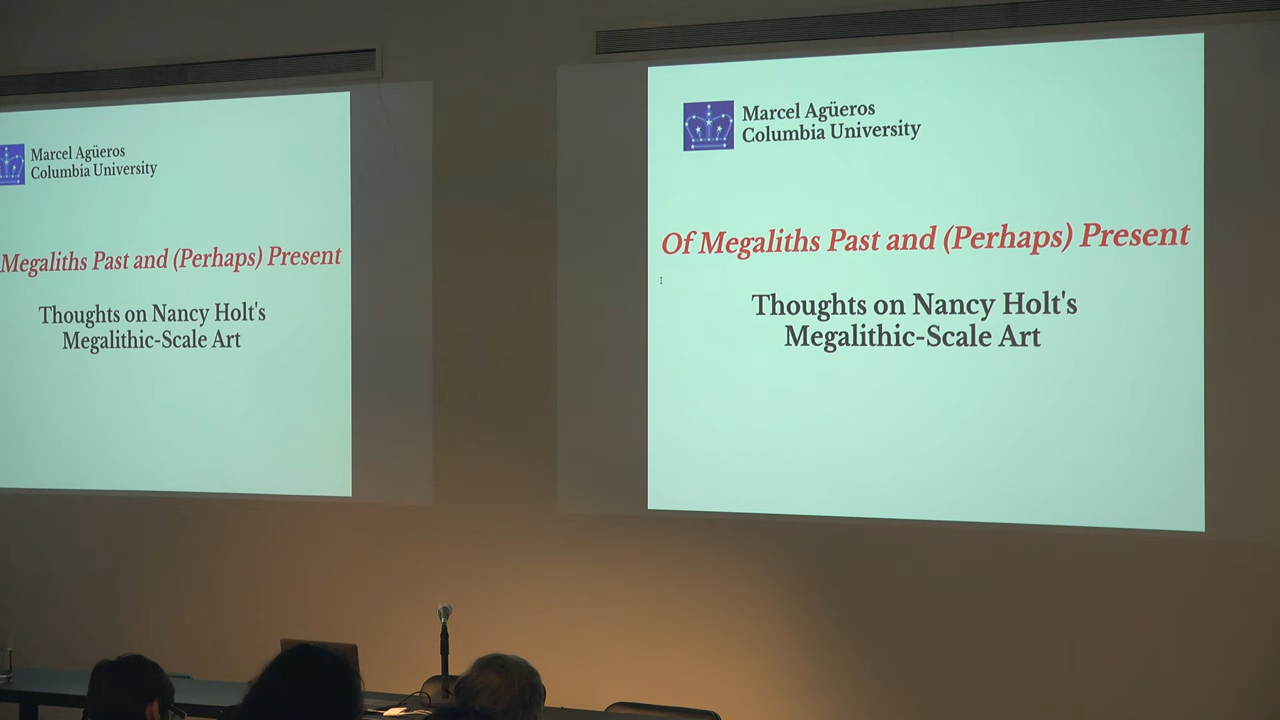 Marcel Agüeros
Columbia University
Megaliths Past and (Perhaps) Present
Thoughts on Nancy Holt's
Megalithic-Scale Art
Marcel Agüeros
Columbia University
Of Megaliths Past and (Perhaps) Present
Thoughts on Nancy Holt's
Megalithic-Scale Art